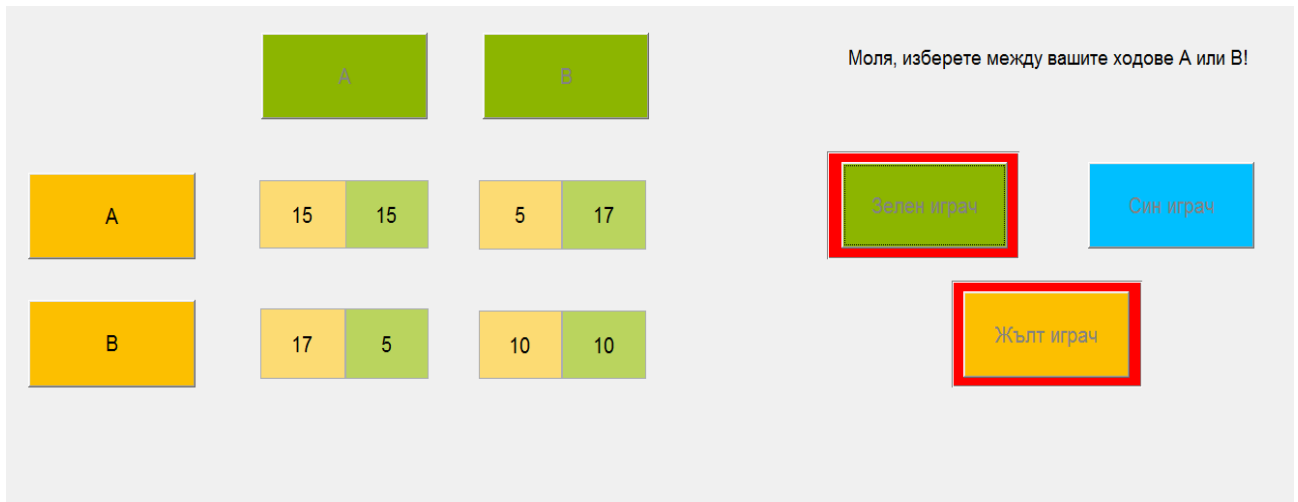 A B
Моля, изберете между вашите ходове A или B!
A 15 15 5 17
Зелен играч
Син играч
B 17 5 10 10
Жълт играч